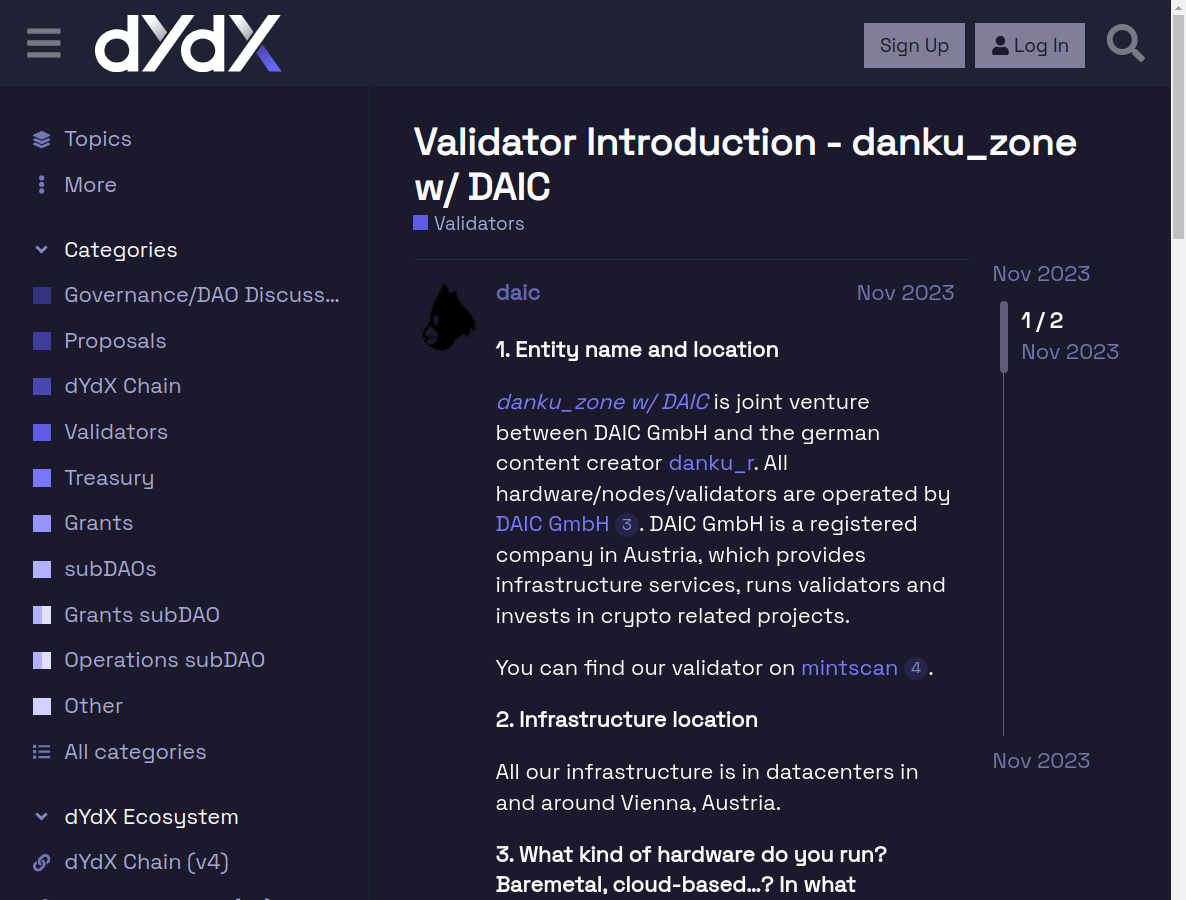 dYdX
Sign Up
Log In
Topics
More
Categories
Governance/DAO Discuss...
Proposals
dYdX Chain
Validators
Treasury
Grants
subDAOs
Grants subDAO
Operations subDAO
Other
All categories
dYdX Ecosystem
dYdX Chain (v4)
Validator Introduction - danku_zone
w/ DAIC
Validators
daic
Nov 2023
1. Entity name and location
danku_zone w/ DAIC is joint venture
between DAIC GmbH and the german
content creator danku_r. All
hardware/nodes/validators are operated by
DAIC GmbH 3. DAIC GmbH is a registered
company in Austria, which provides
infrastructure services, runs validators and
invests in crypto related projects.
You can find our validator on mintscan 4.
2. Infrastructure location
All our infrastructure is in datacenters in
and around Vienna, Austria.
3. What kind of hardware do you run?
Baremetal, cloud-based…? In what
Nov 2023
1 / 2
Nov 2023
Nov 2023